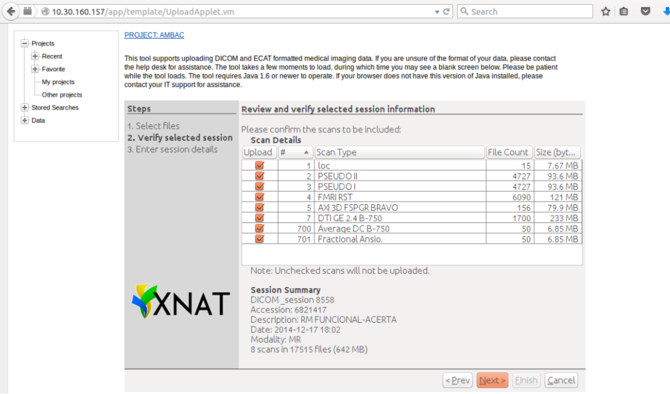 10.30.160.157/app/template/UploadApplet.vm
Search
Projects
Recent
Favorite
My projects
Other projects
Stored Searches
Data
PROJECT: AMBAC
This tool supports uploading DICOM and ECAT formatted medical imaging data. If you are unsure of the format of your data, please contact
the help desk for assistance. The tool takes a few moments to load, during which time you may see a blank screen below. Please be patient
while the tool loads. The tool requires Java 1.6 or newer to operate. If your browser does not have this version of Java installed, please
contact your IT support for assistance.
Steps
1. Select files
2. Verify selected session
3. Enter session details
XNAT
Review and verify selected session information
Please confirm the scans to be included:
Scan Details
Upload # Scan Type File Count Size (byt...
1 loc 15 7.67 MB
2 PSEUDO II 4727 93.6 MB
3 PSEUDO I 4727 93.6 MB
4 FMRI RST 6090 121 MB
5 AXI 3D FSPGR BRAVO 156 79.9 MB
7 DTI GE 2.4 B-750 1700 233 MB
700 Average DC B-750 50 6.85 MB
701 Fractional Ansio. 50 6.85 MB
Note: Unchecked scans will not be uploaded.
Session Summary
DICOM _session 8558
Accession: 6821417
Description: RM FUNCIONAL-ACERTA
Date: 2014-12-17 18:02
Modality: MR
8 scans in 17515 files (642 MB)
< Prev Next > Finish Cancel